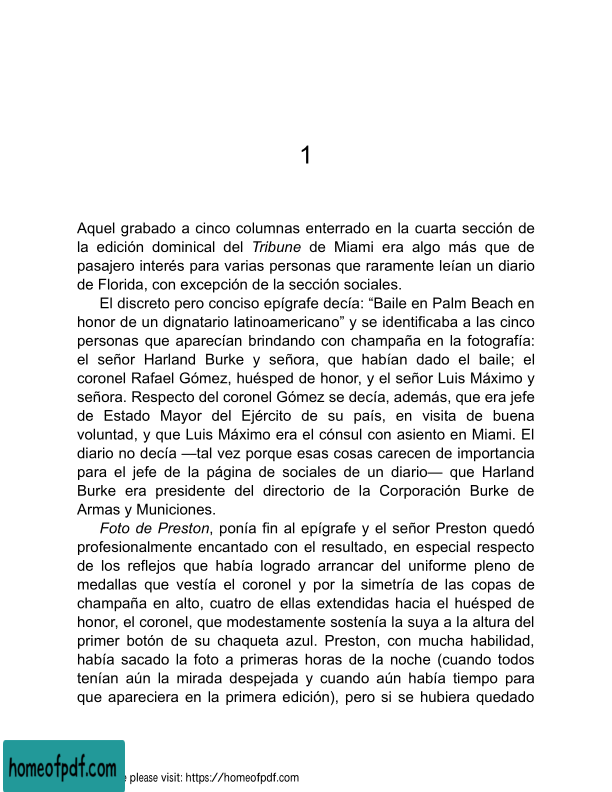 1
Aquel grabado a cinco columnas enterrado en la cuarta sección de
la edición dominical del Tribune de Miami era algo más que de
pasajero interés para varias personas que raramente leían un diario
de Florida, con excepción de la sección sociales.
El discreto pero conciso epígrafe decía: “Baile en Palm Beach en
honor de un dignatario latinoamericano” y se identificaba a las cinco
personas que aparecían brindando con champaña en la fotografía:
el señor Harland Burke y señora, que habían dado el baile; el
coronel Rafael Gómez, huésped de honor, y el señor Luis Máximo y
señora. Respecto del coronel Gómez se decía, además, que era jefe
de Estado Mayor del Ejército de su país, en visita de buena
voluntad, y que Luis Máximo era el cónsul con asiento en Miami. El
diario no decía —tal vez porque esas cosas carecen de importancia
para el jefe de la página de sociales de un diario— que Harland
Burke era presidente del directorio de la Corporación Burke de
Armas y Municiones.
Foto de Preston, ponía fin al epígrafe y el señor Preston quedó
profesionalmente encantado con el resultado, en especial respecto
de los reflejos que había logrado arrancar del uniforme pleno de
medallas que vestía el coronel y por la simetría de las copas de
champaña en alto, cuatro de ellas extendidas hacia el huésped de
honor, el coronel, que modestamente sostenía la suya a la altura del
primer botón de su chaqueta azul. Preston, con mucha habilidad,
había sacado la foto a primeras horas de la noche (cuando todos
tenían aún la mirada despejada y cuando aún había tiempo para
que apareciera en la primera edición), pero si se hubiera quedado
homeofpdf.com
please visit: https://homeofpdf.com